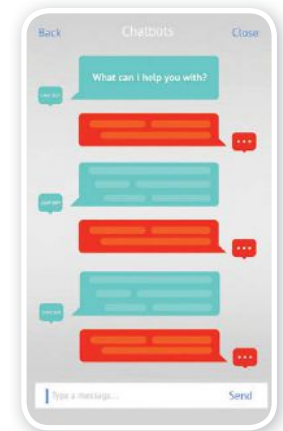 Back Chatbots Close
What can i help you with?
Type a message...
Send